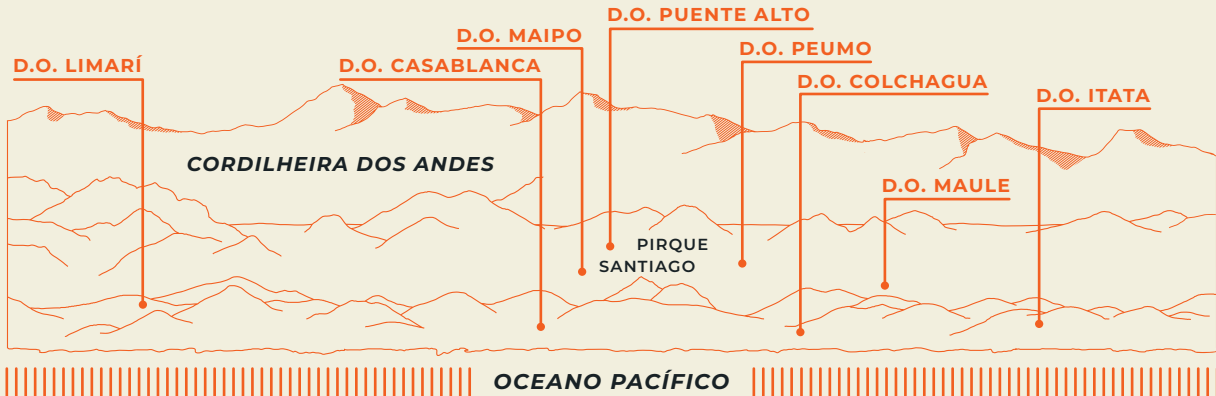 D.O. PUENTE ALTO
D.O. MAIPO
D.O. PEUMO
D.O. LIMARÍ
D.O. CASABLANCA
D.O. COLCHAGUA
D.O. ITATA
CORDILHEIRA DOS ANDES
D.O. MAULE
PIRQUE
SANTIAGO
OCEANO PACÍFICO